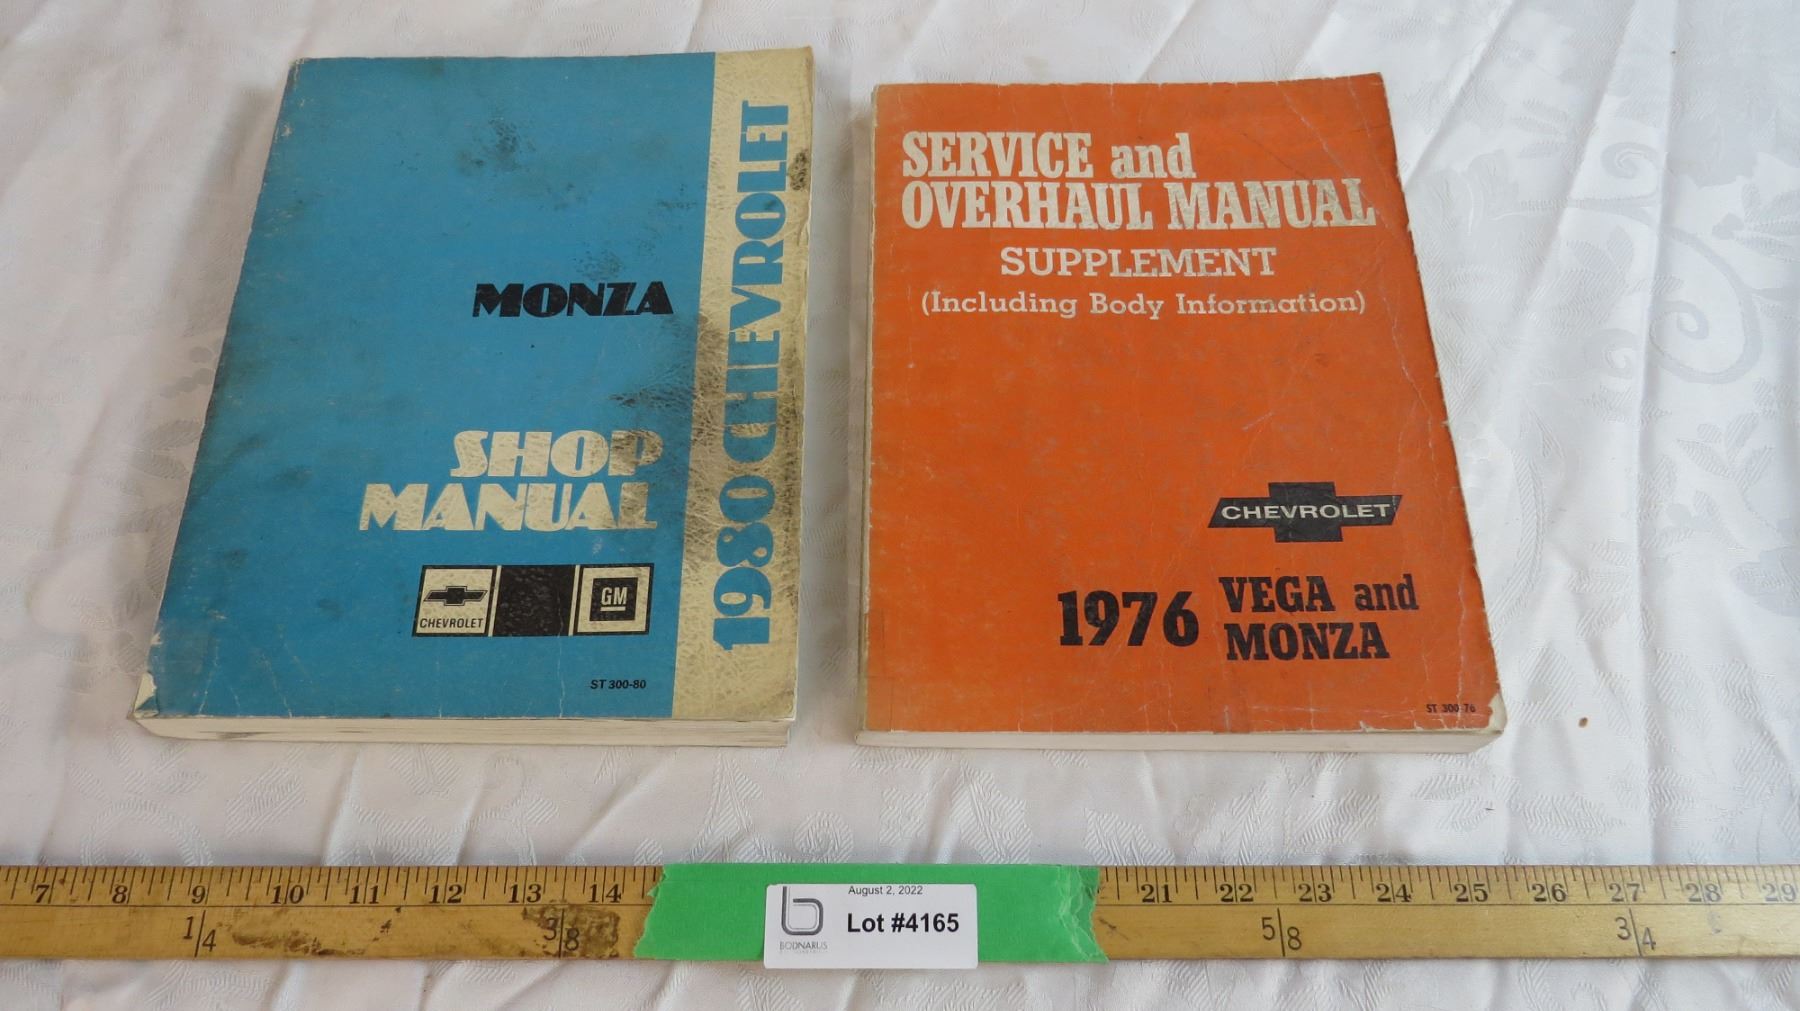 MONZA
SHOP
MANUAL
CHEVROLET
GM
ST 300-80
1980 CHEVROLET
SERVICE and
OVERHAUL MANUAL
SUPPLEMENT
(Including Body Information)
CHEVROLET
1976 VEGA and
MONZA
ST 300-76
7 8 9 10 11 12 13 14 21 22 23 24 25 26 27 28 29
1/4 3/8 5/8 3/4
August 2, 2022
Lot #4165
BODNARUS